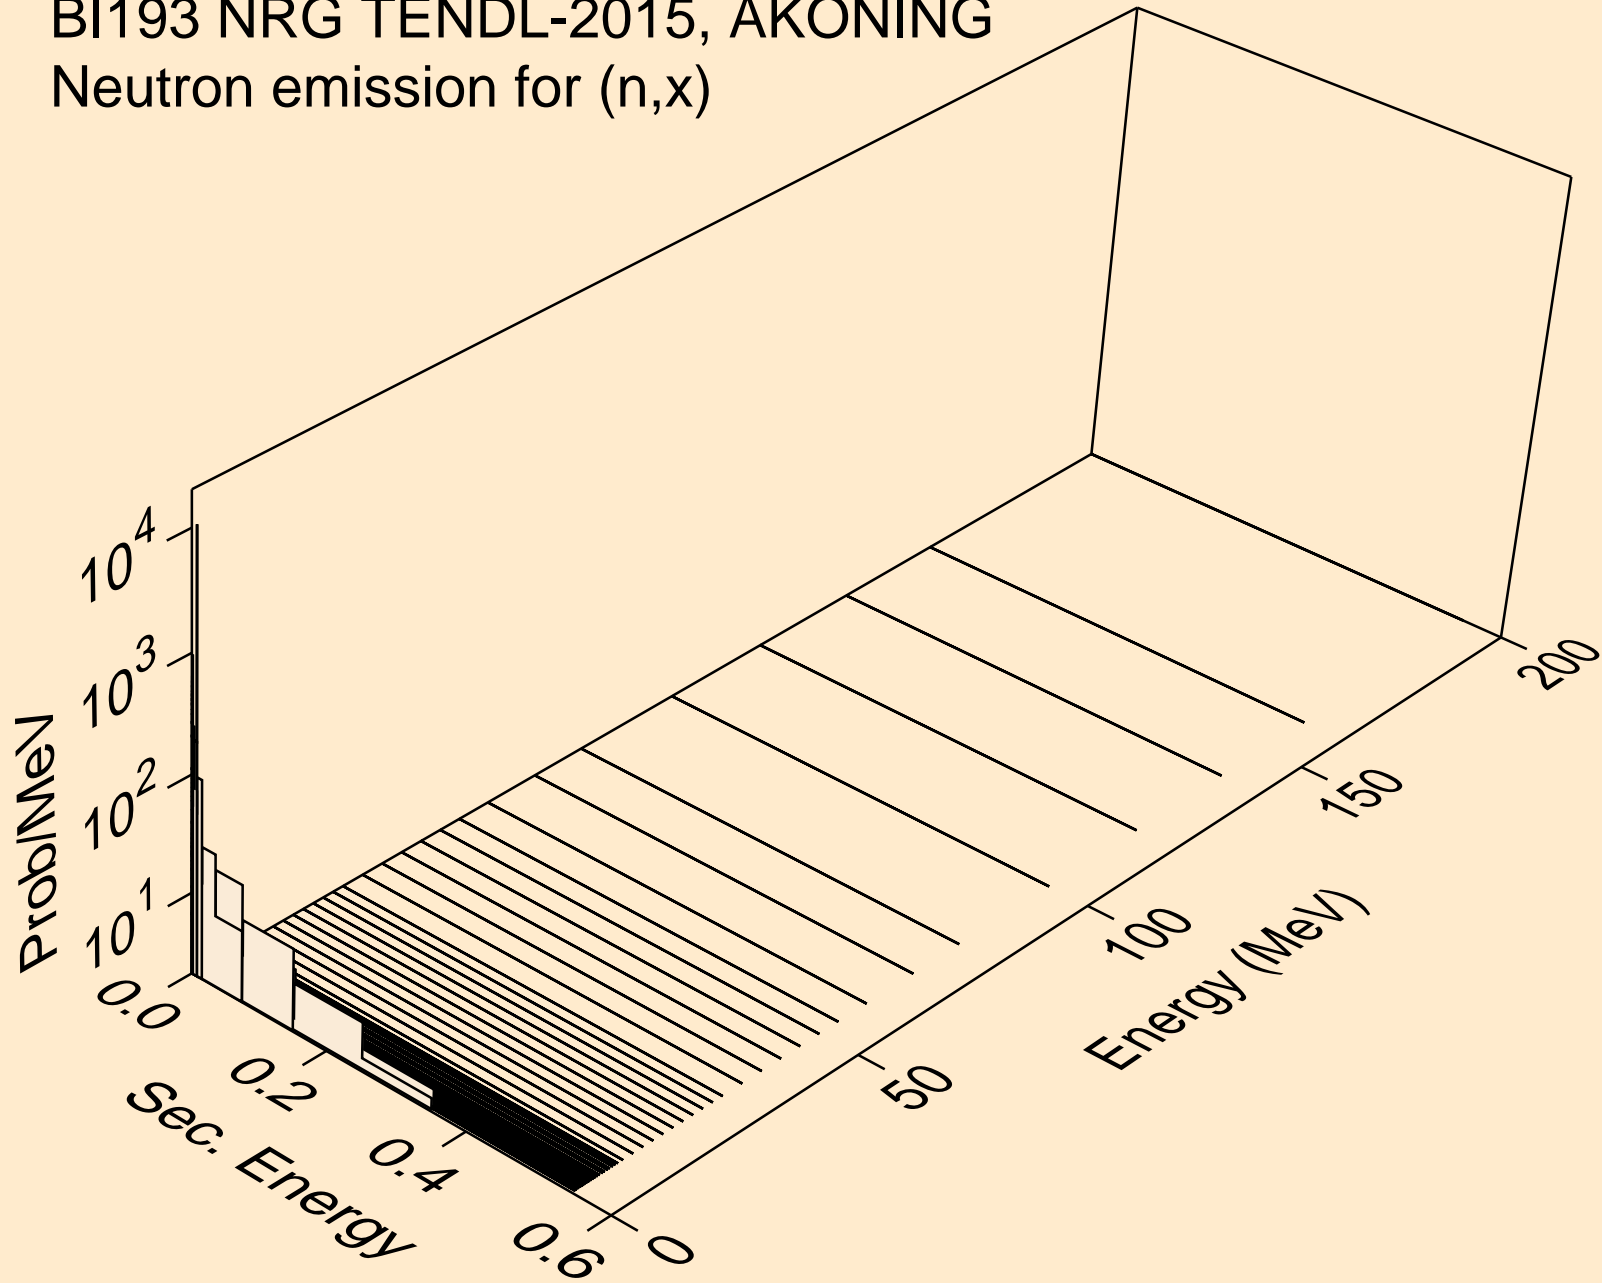 BI193 NRG TENDL-2015, AKONING
Neutron emission for (n,x)
10^4
10^3
10^2
10^1
Prob/MeV
0.0
0.2
0.4
0.6
Sec. Energy
0
50
100
150
200
Energy (MeV)